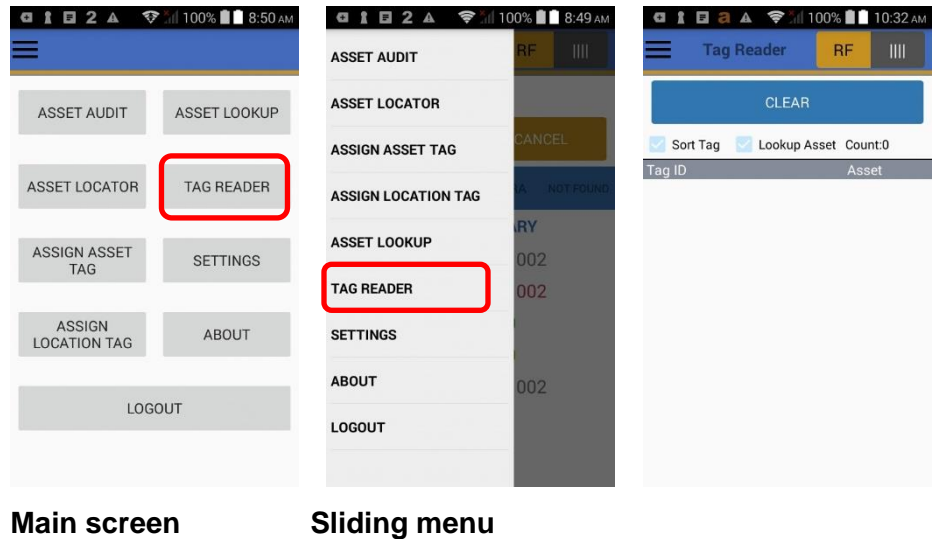 2 100% 8:50 AM
ASSET AUDIT ASSET LOOKUP
ASSET LOCATOR TAG READER
ASSIGN ASSET
TAG
SETTINGS
ASSIGN
LOCATION TAG
ABOUT
LOGOUT
Main screen
2 100% 8:49 AM
RF
ASSET AUDIT
ASSET LOCATOR
CANCEL
ASSIGN ASSET TAG
ASSIGN LOCATION TAG
NOT FOUND
ASSET LOOKUP
002
TAG READER
002
SETTINGS
ABOUT
002
LOGOUT
Sliding menu
a 100% 10:32 AM
Tag Reader RF
CLEAR
Sort Tag Lookup Asset Count:0
Tag ID Asset